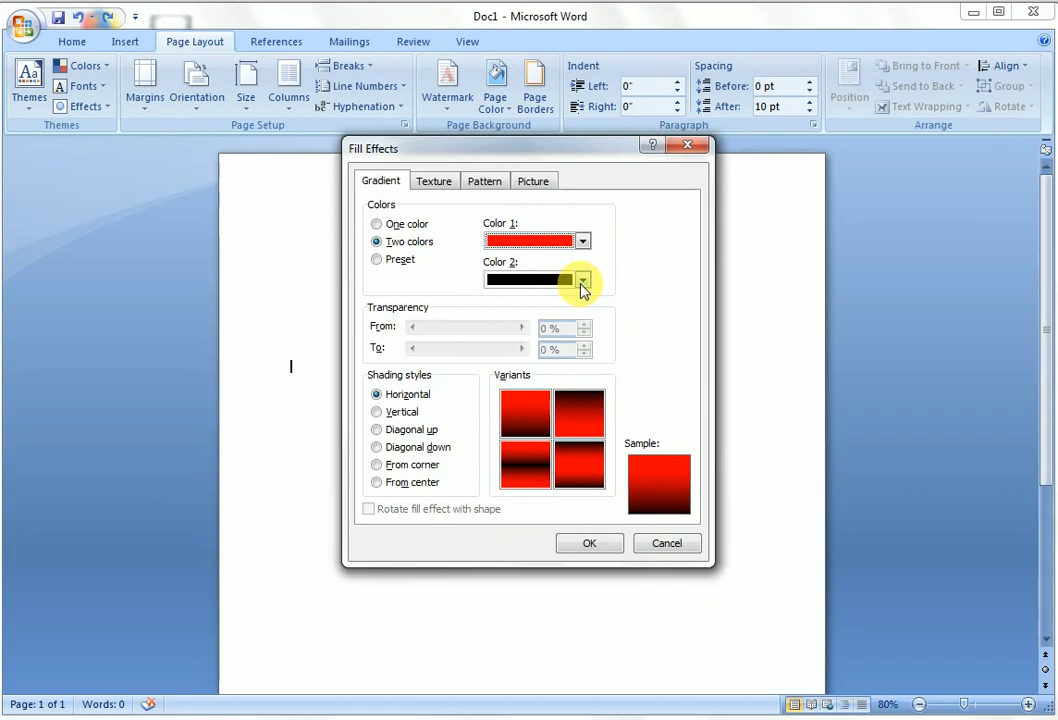 Doc1 - Microsoft Word
Home Insert Page Layout References Mailings Review View
Colors Breaks Indent Spacing Bring to Front Align
Fonts Line Numbers Left: 0" Before: 0 pt Send to Back Group
Themes Effects Margins Orientation Size Columns Hyphenation Watermark Page Color Page Borders Right: 0" After: 10 pt Position Text Wrapping Rotate
Themes Page Setup Page Background Paragraph Arrange
Fill Effects
Gradient Texture Pattern Picture
Colors
One color Color 1:
Two colors
Preset Color 2:
Transparency
From: 0 %
To: 0 %
Shading styles Variants
Horizontal
Vertical
Diagonal up
Diagonal down Sample:
From corner
From center
Rotate fill effect with shape
OK Cancel
Page: 1 of 1 Words: 0 80%